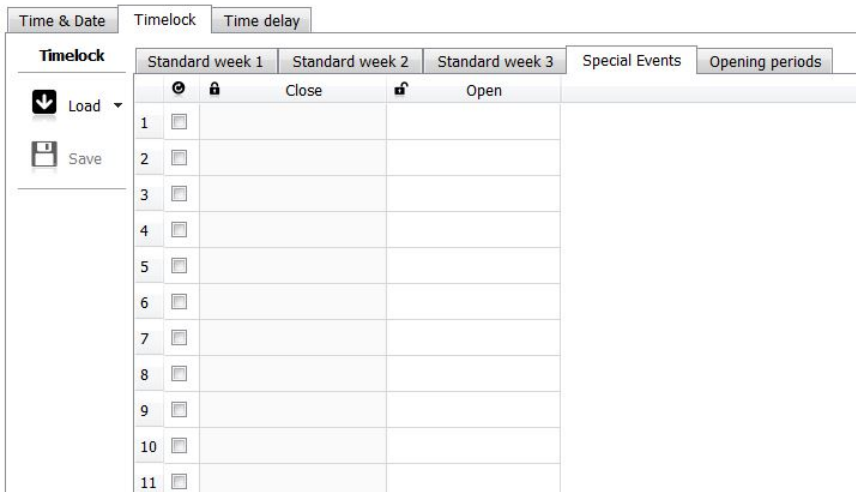 Time & Date Timelock Time delay
Timelock
Standard week 1 Standard week 2 Standard week 3 Special Events Opening periods
Close Open
Load
Save
1
2
3
4
5
6
7
8
9
10
11